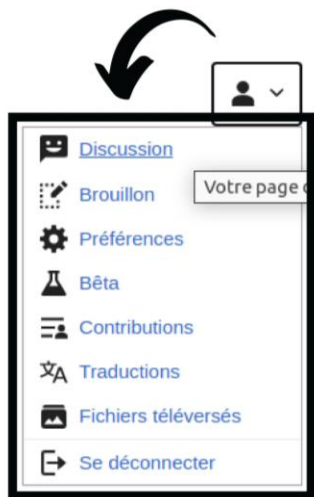 Discussion
Votre page
Brouillon
Préférences
Bêta
Contributions
Traductions
Fichiers téléversés
Se déconnecter